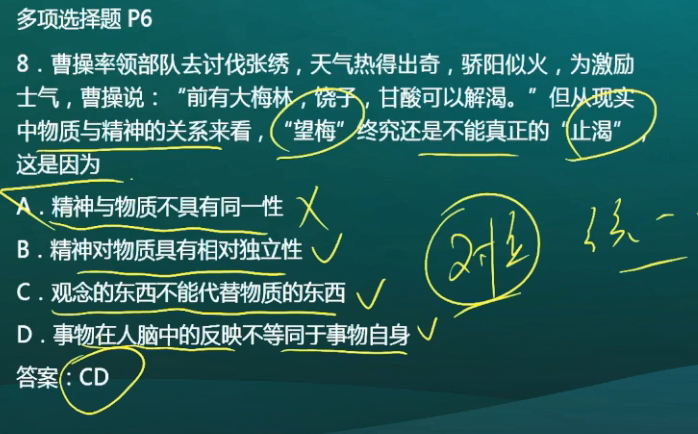 多项选择题 P6
8．曹操率领部队去讨伐张绣，天气热得出奇，骄阳似火，为激励
士气，曹操说：“前有大梅林，饶子，甘酸可以解渴。”但从现实
中物质与精神的关系来看，“望梅”终究还是不能真正的“止渴”，
这是因为
A．精神与物质不具有同一性
B．精神对物质具有相对独立性
C．观念的东西不能代替物质的东西
D．事物在人脑中的反映不等同于事物自身
答案：CD
对立 统一